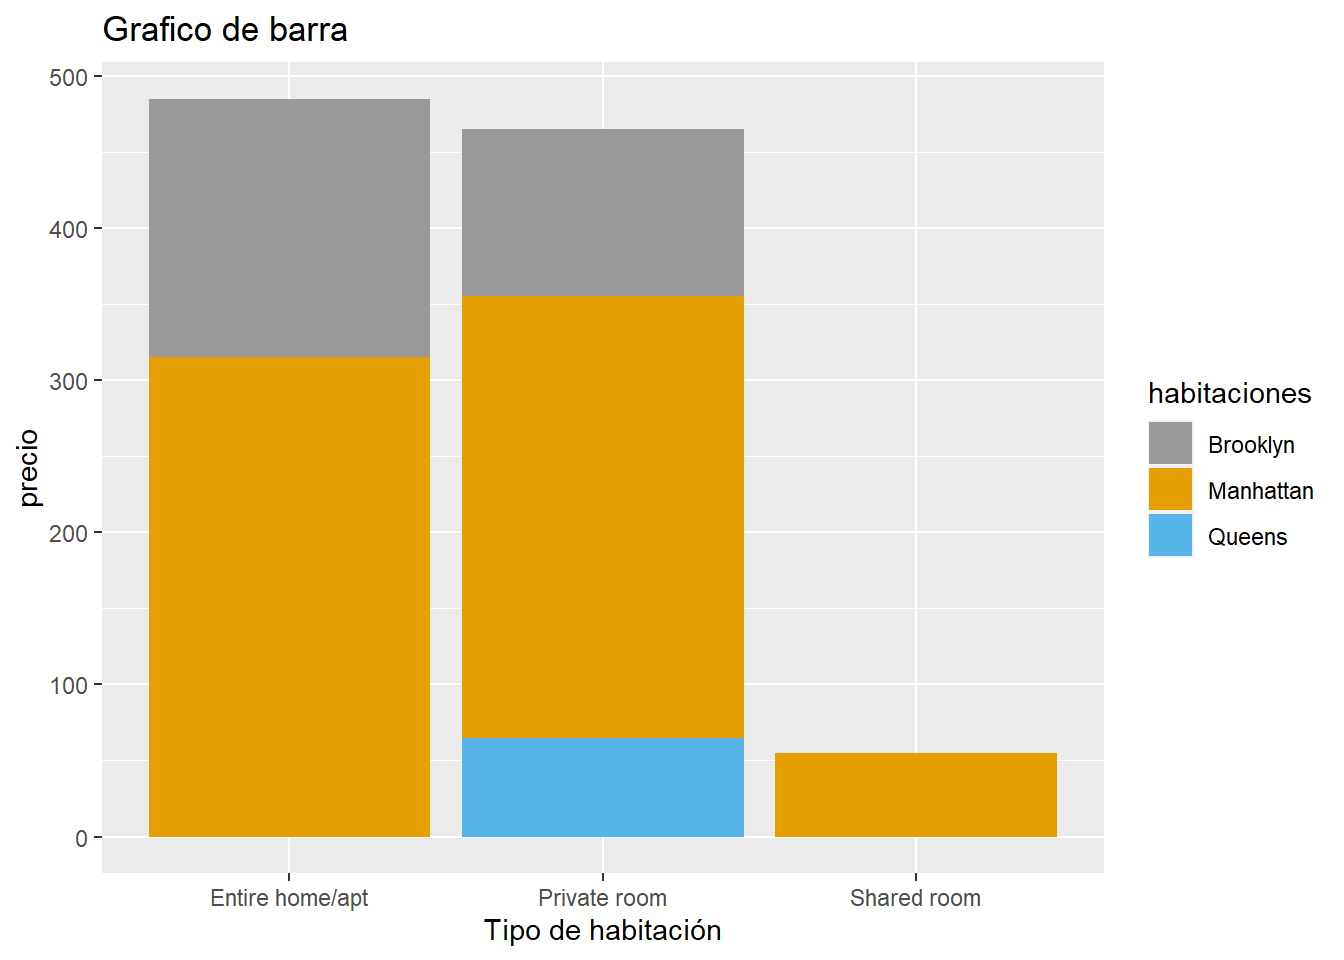 Grafico de barra
500
400
300
200
100
0
precio
Entire home/apt
Private room
Shared room
Tipo de habitación
habitaciones
Brooklyn
Manhattan
Queens